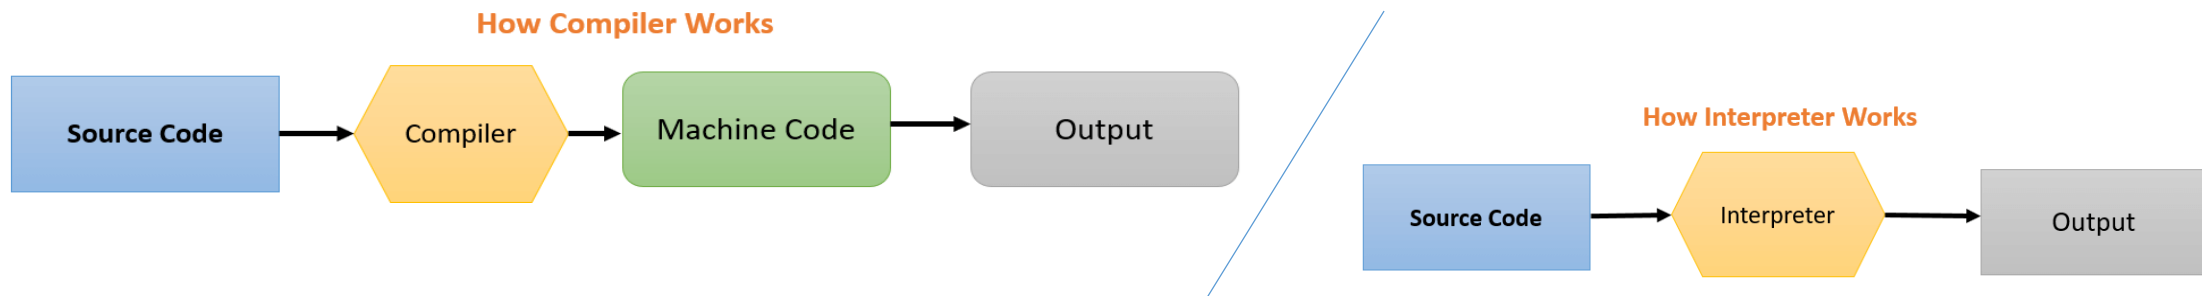 How Compiler Works
Source Code
Compiler
Machine Code
Output
How Interpreter Works
Source Code
Interpreter
Output